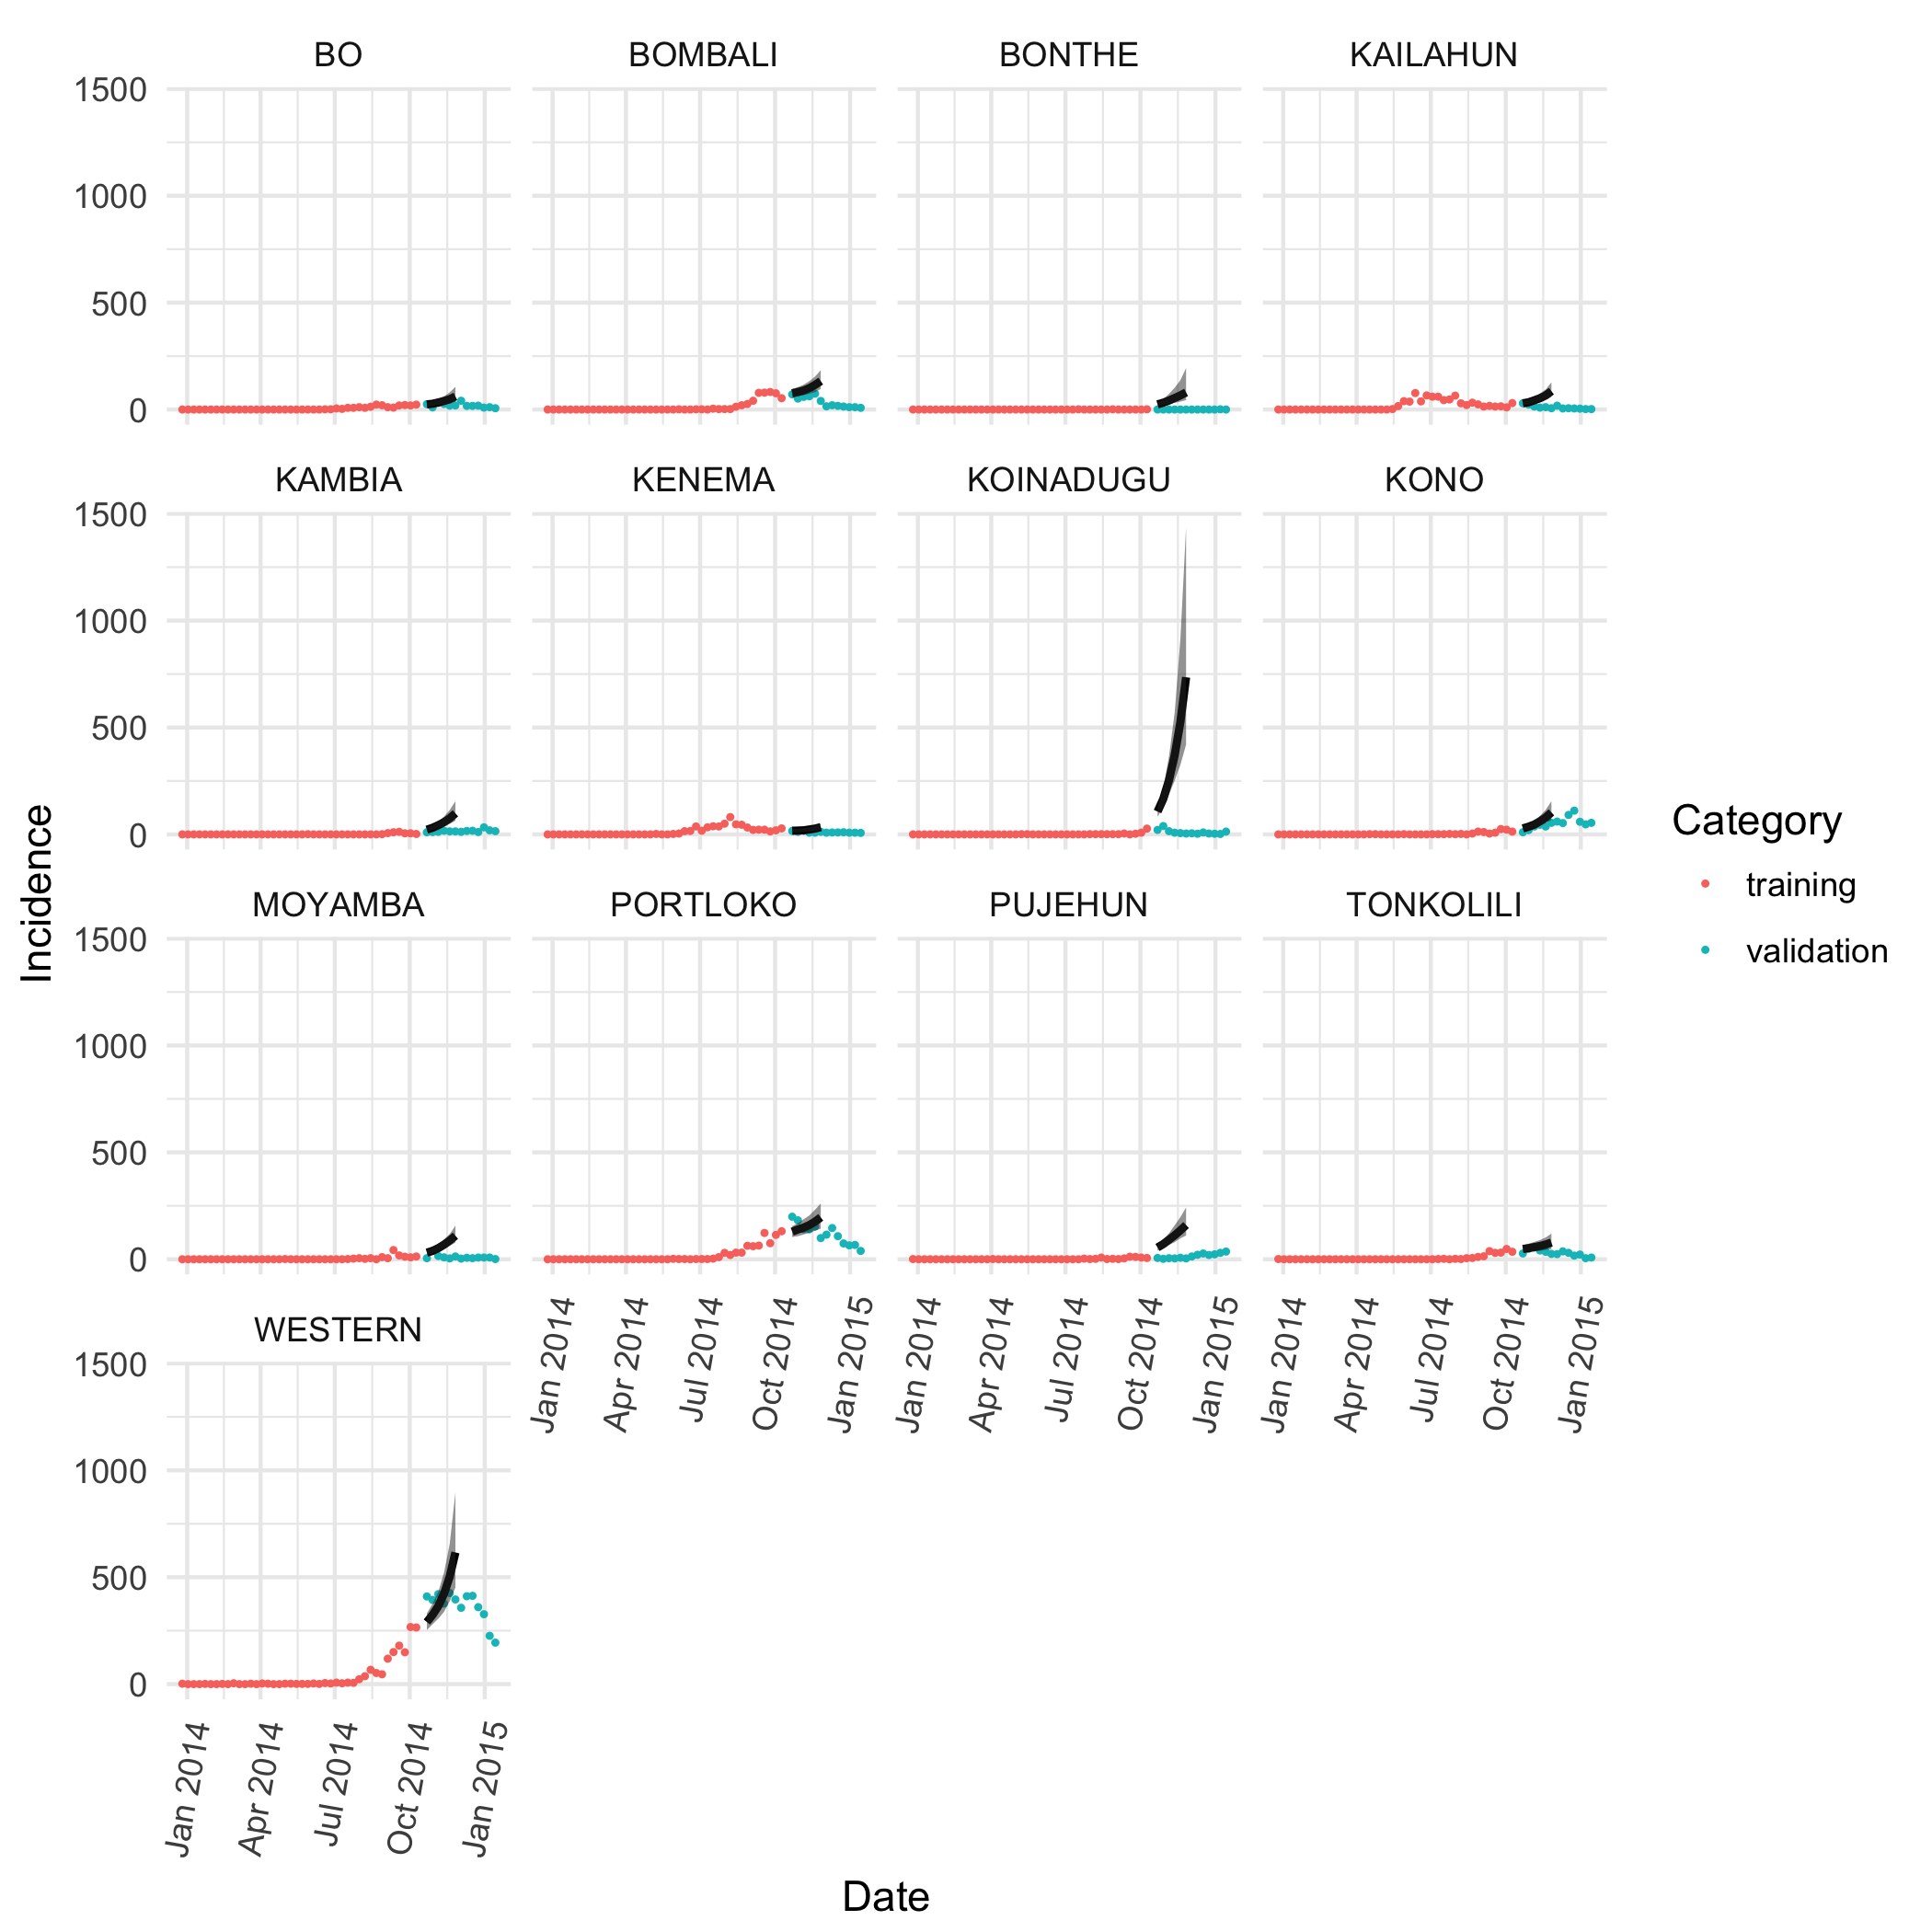 BO BOMBALI BONTHE KAILAHUN
1500
1000
500
0
KAMBIA KENEMA KOINADUGU KONO
1500
1000
500
0
MOYAMBA PORTLOKO PUJEHUN TONKOLILI
1500
1000
500
0
Jan 2014 Apr 2014 Jul 2014 Oct 2014 Jan 2015 Jan 2014 Apr 2014 Jul 2014 Oct 2014 Jan 2015 Jan 2014 Apr 2014 Jul 2014 Oct 2014 Jan 2015
WESTERN
1500
1000
500
0
Jan 2014 Apr 2014 Jul 2014 Oct 2014 Jan 2015
Date
Incidence
Category
training
validation